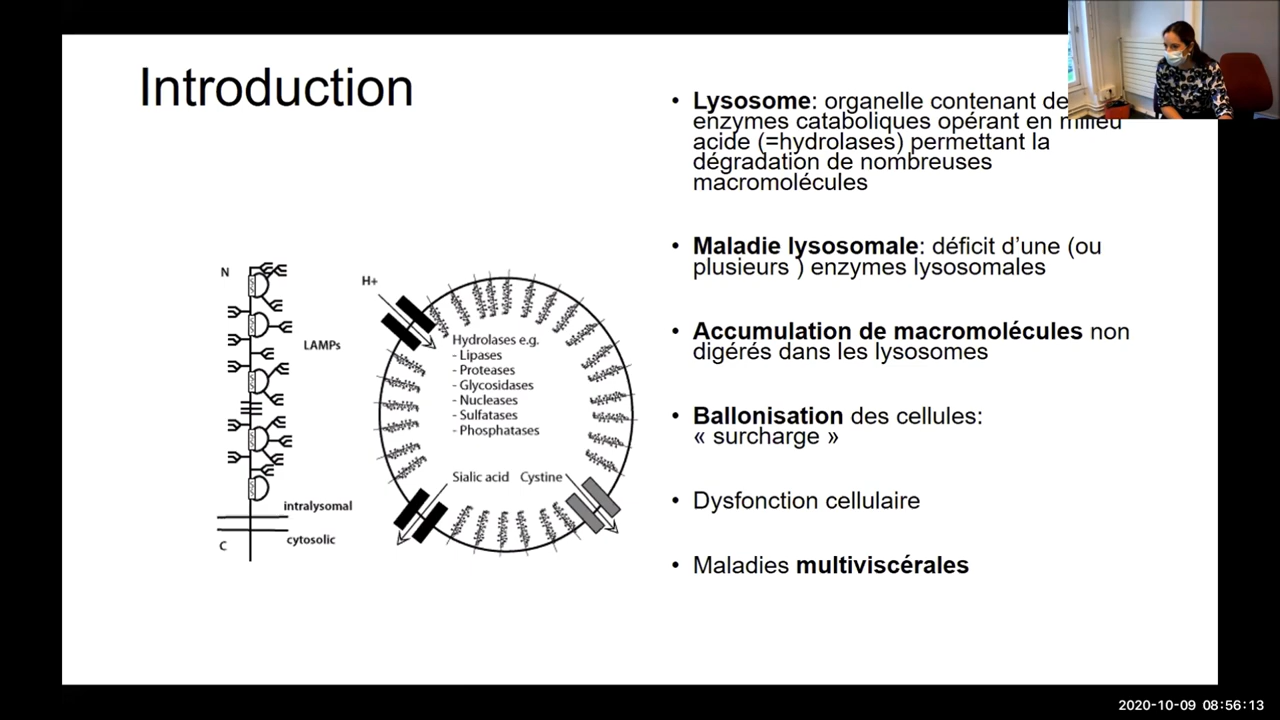 Introduction
• Lysosome: organelle contenant de
enzymes cataboliques opérant en milieu
acide (=hydrolases) permettant la
dégradation de nombreuses
macromolécules
• Maladie lysosomale: déficit d’une (ou
plusieurs ) enzymes lysosomales
• Accumulation de macromolécules non
digérés dans les lysosomes
• Ballonisation des cellules:
« surcharge »
• Dysfonction cellulaire
• Maladies multiviscérales
N
LAMPs
intralysomal
cytosolic
C
H+
Hydrolases e.g.
- Lipases
- Proteases
- Glycosidases
- Nucleases
- Sulfatases
- Phosphatases
Sialic acid Cystine
2020-10-09 08:56:13